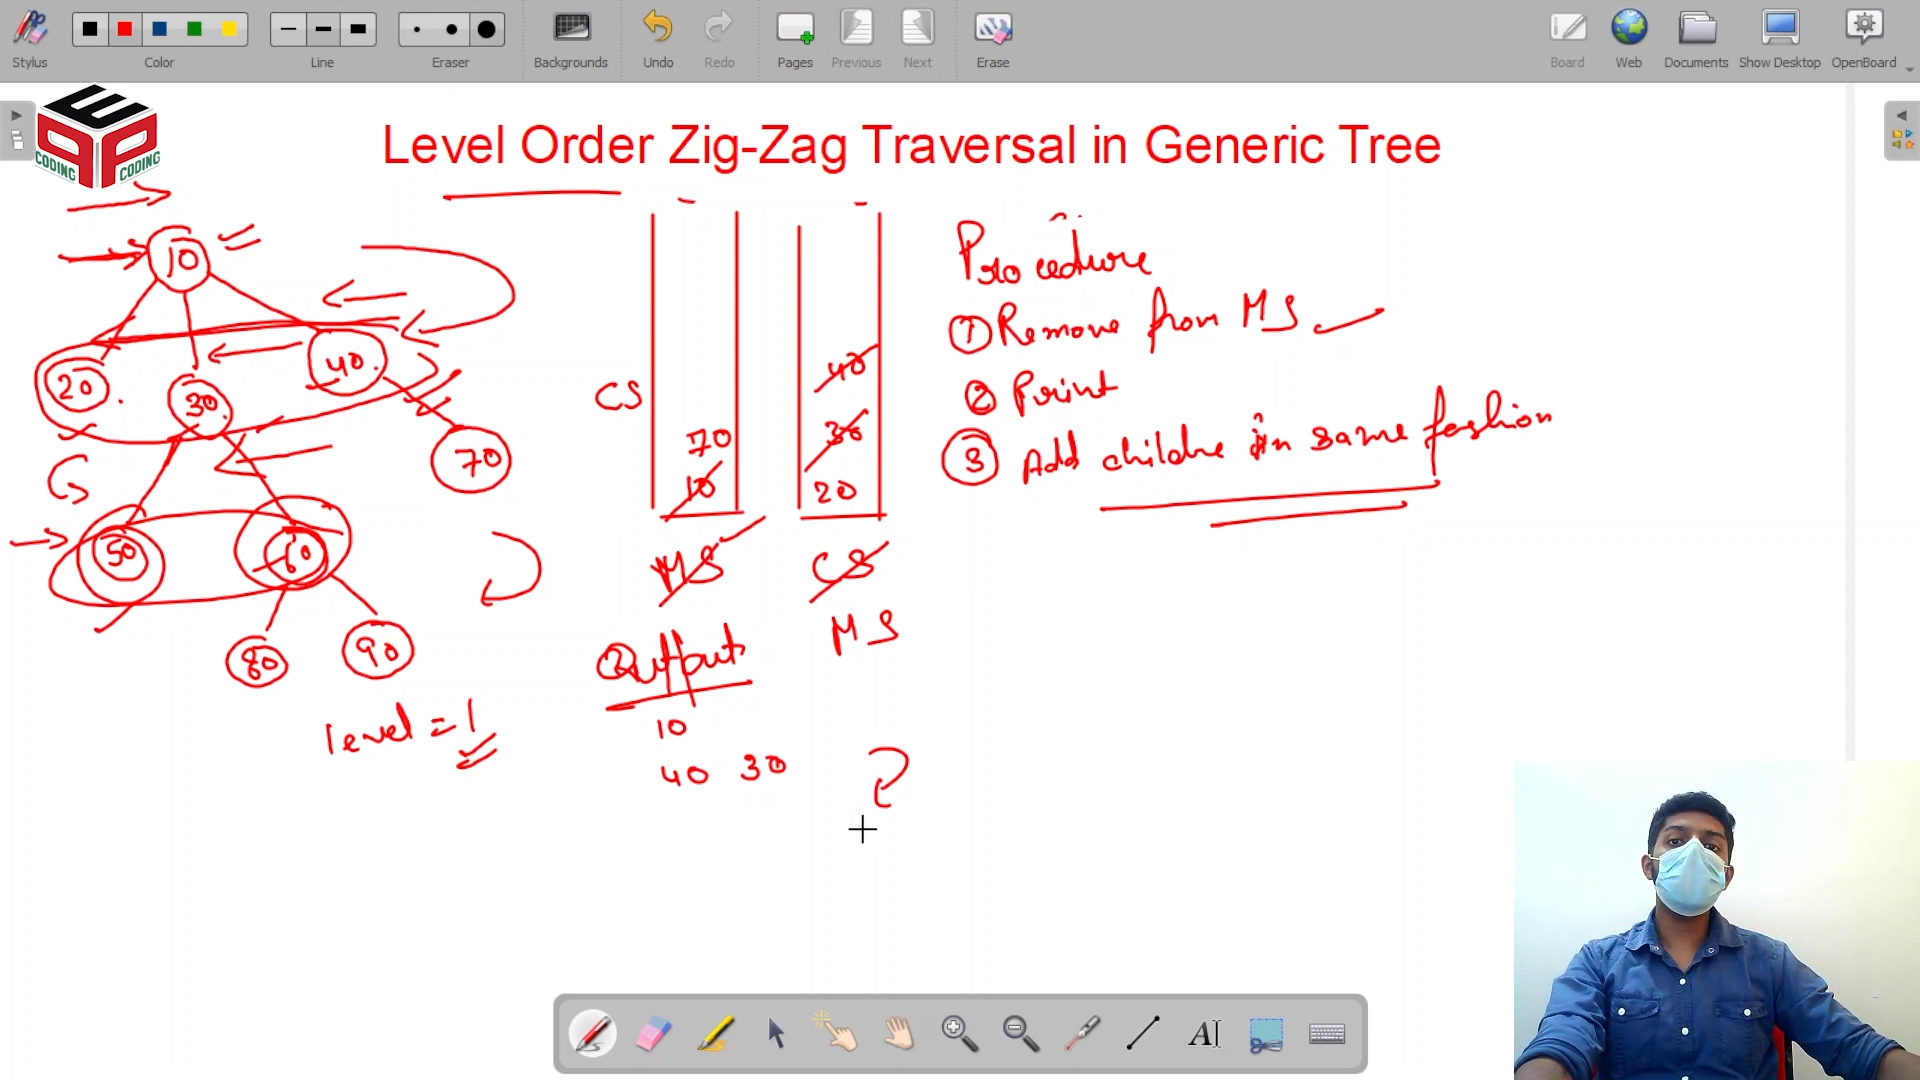 Stylus
Color
Line
Eraser
Backgrounds
Undo
Redo
Pages
Previous
Next
Erase
Board
Web
Documents
Show Desktop
OpenBoard
PEP
CODING CODING
Level Order Zig-Zag Traversal in Generic Tree
10
20
30
40
70
50
60
80
90
level = 1
CS
70
10
MS
40
30
20
CS
MS
Output
10
40 30
Procedure
① Remove from MS
② Print
③ Add childre in same fashion
AI